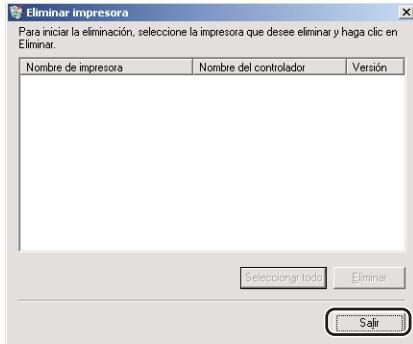 Eliminar impresora
Para iniciar la eliminación, seleccione la impresora que desee eliminar y haga clic en
Eliminar.
Nombre de impresora Nombre del controlador Versión
Seleccionar todo Eliminar
Salir